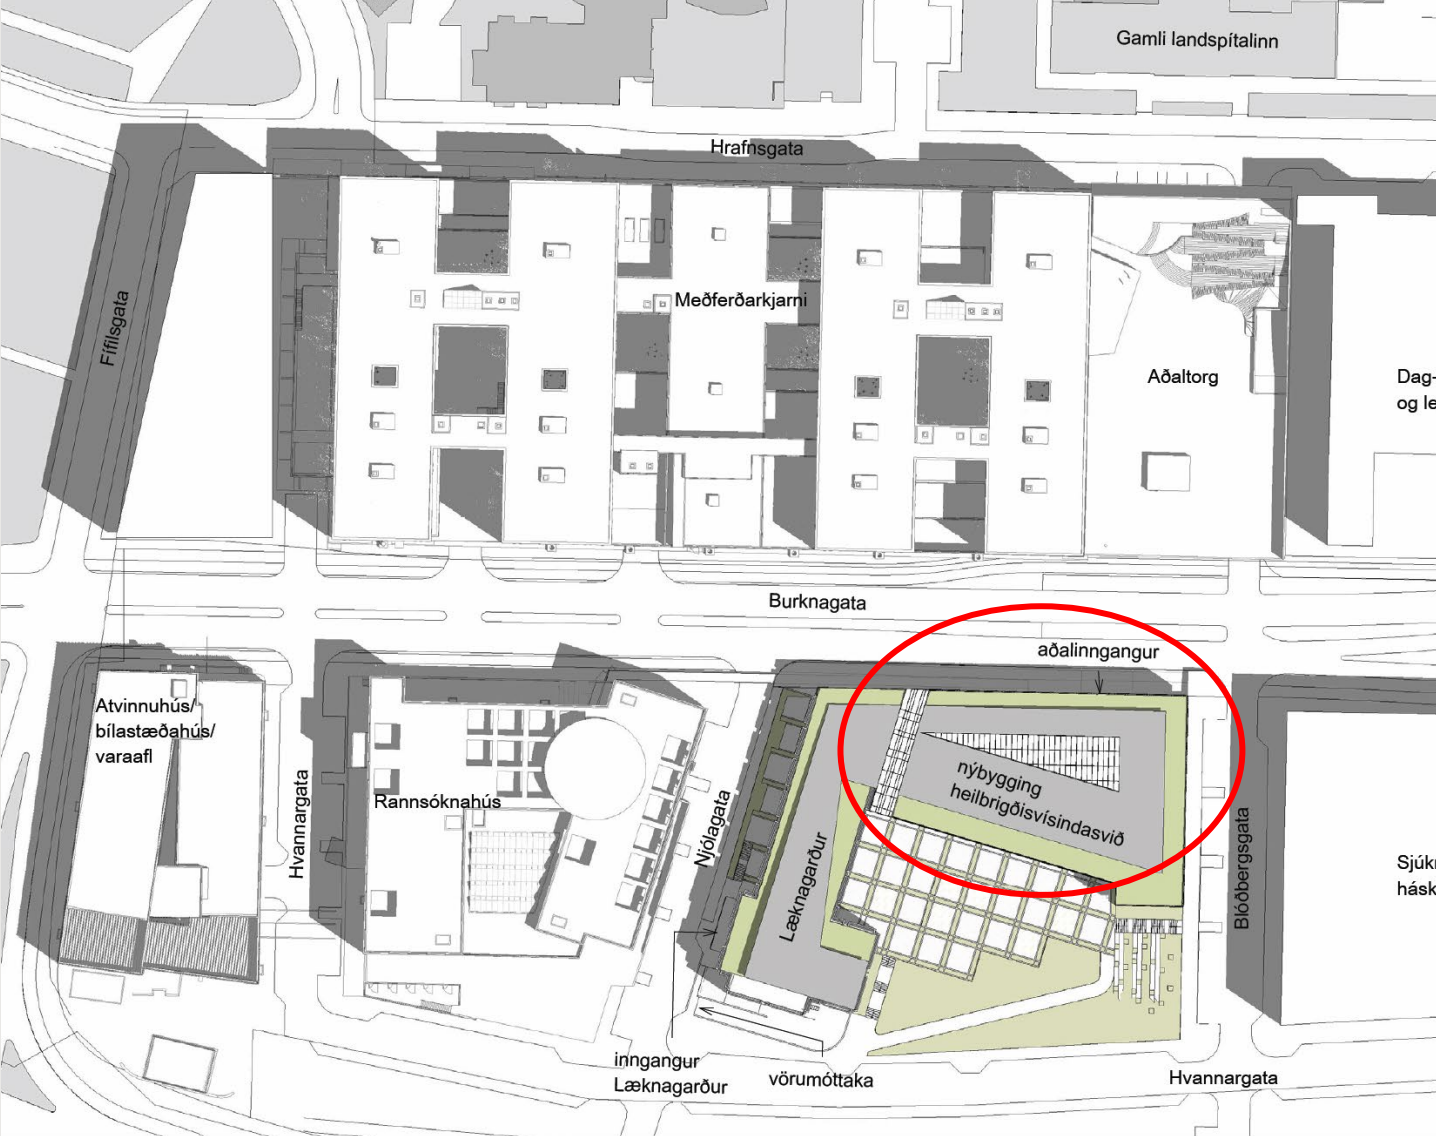 Gamli landspítalinn
Hrafnsgata
Fífilsgata
Meðferðarkjarni
Aðaltorg
Dag-
og le
Burknagata
aðalinngangur
Atvinnuhús/
bílastæðahús/
varaafl
Hvannargata
Rannsóknahús
Njólagata
Læknagarður
nýbygging
heilbrigðisvísindasvið
Blóðbergsgata
Sjúk
hásk
inngangur
Læknagarður
vörumóttaka
Hvannargata